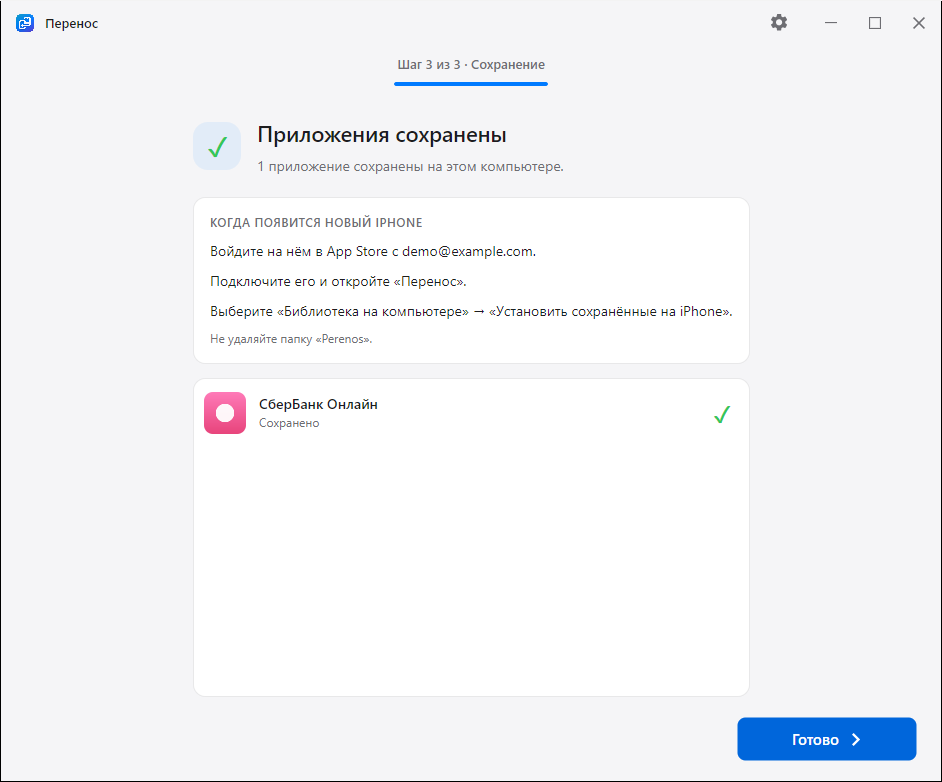 Перенос
Шаг 3 из 3 · Сохранение
Приложения сохранены
1 приложение сохранены на этом компьютере.
КОГДА ПОЯВИТСЯ НОВЫЙ IPHONE
Войдите на нём в App Store с demo@example.com.
Подключите его и откройте «Перенос».
Выберите «Библиотека на компьютере» → «Установить сохранённые на iPhone».
Не удаляйте папку «Perenos».
СберБанк Онлайн
Сохранено
Готово